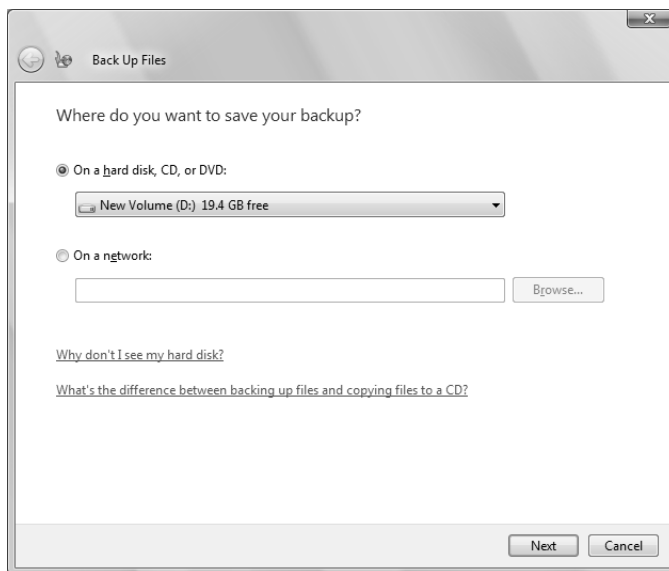 X
Back Up Files
Where do you want to save your backup?
On a hard disk, CD, or DVD:
New Volume (D:) 19.4 GB free
On a network:
Browse...
Why don't I see my hard disk?
What's the difference between backing up files and copying files to a CD?
Next Cancel